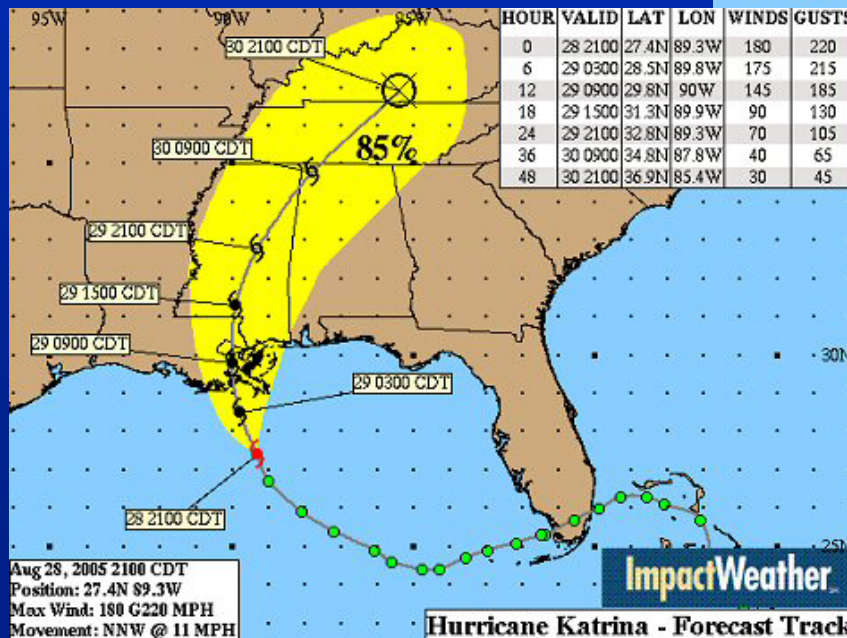 95W 90W 85W
HOUR VALID LAT LON WINDS GUSTS
0 28 2100 27.4N 89.3W 180 220
6 29 0300 28.5N 89.8W 175 215
12 29 0900 29.8N 90W 145 185
18 29 1500 31.3N 89.9W 90 130
24 29 2100 32.8N 89.3W 70 105
36 30 0900 34.8N 87.8W 40 65
48 30 2100 36.9N 85.4W 30 45
30 2100 CDT
30 0900 CDT
85%
29 2100 CDT
29 1500 CDT
29 0900 CDT
30N
29 0300 CDT
28 2100 CDT
25N
Aug 28, 2005 2100 CDT
Position: 27.4N 89.3W
Max Wind: 180 G220 MPH
Movement: NNW @ 11 MPH
ImpactWeather
Hurricane Katrina - Forecast Track